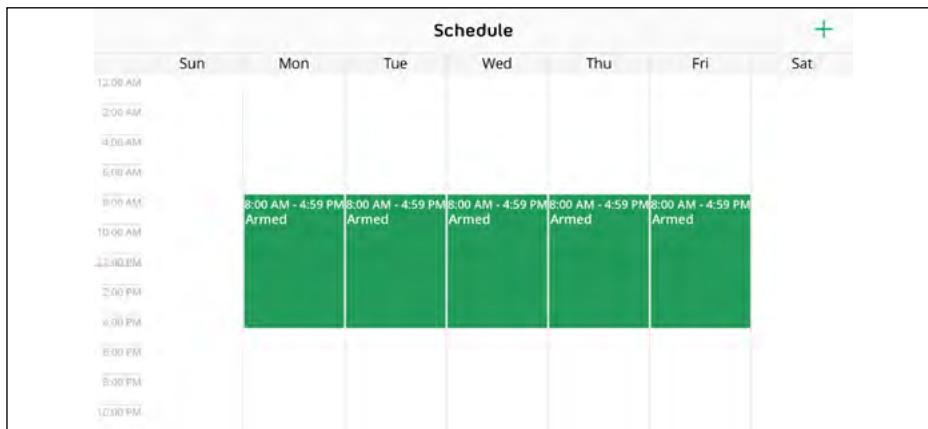 Schedule +
Sun Mon Tue Wed Thu Fri Sat
12:00 AM
2:00 AM
4:00 AM
6:00 AM
8:00 AM
8:00 AM - 4:59 PM 8:00 AM - 4:59 PM 8:00 AM - 4:59 PM 8:00 AM - 4:59 PM 8:00 AM - 4:59 PM
Armed Armed Armed Armed Armed
10:00 AM
12:00 PM
2:00 PM
4:00 PM
6:00 PM
8:00 PM
10:00 PM